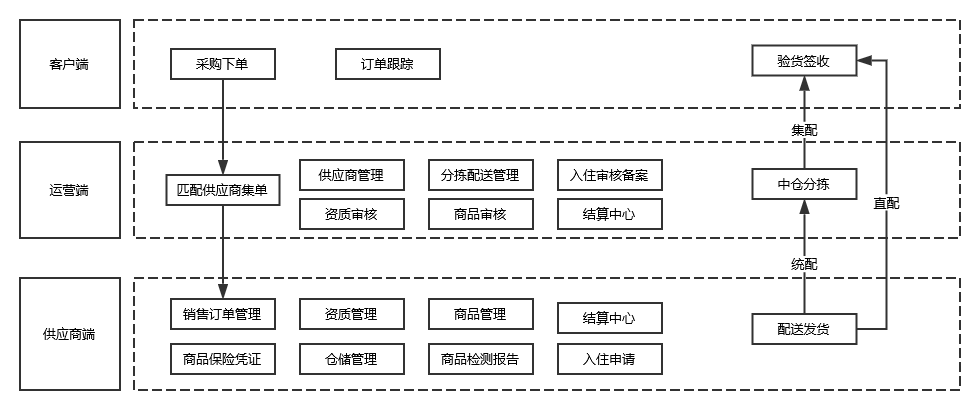 客户端
采购下单
订单跟踪
验货签收
集配
运营端
匹配供应商集单
供应商管理
分拣配送管理
入住审核备案
中仓分拣
资质审核
商品审核
结算中心
直配
统配
供应商端
销售订单管理
资质管理
商品管理
结算中心
配送发货
商品保险凭证
仓储管理
商品检测报告
入住申请